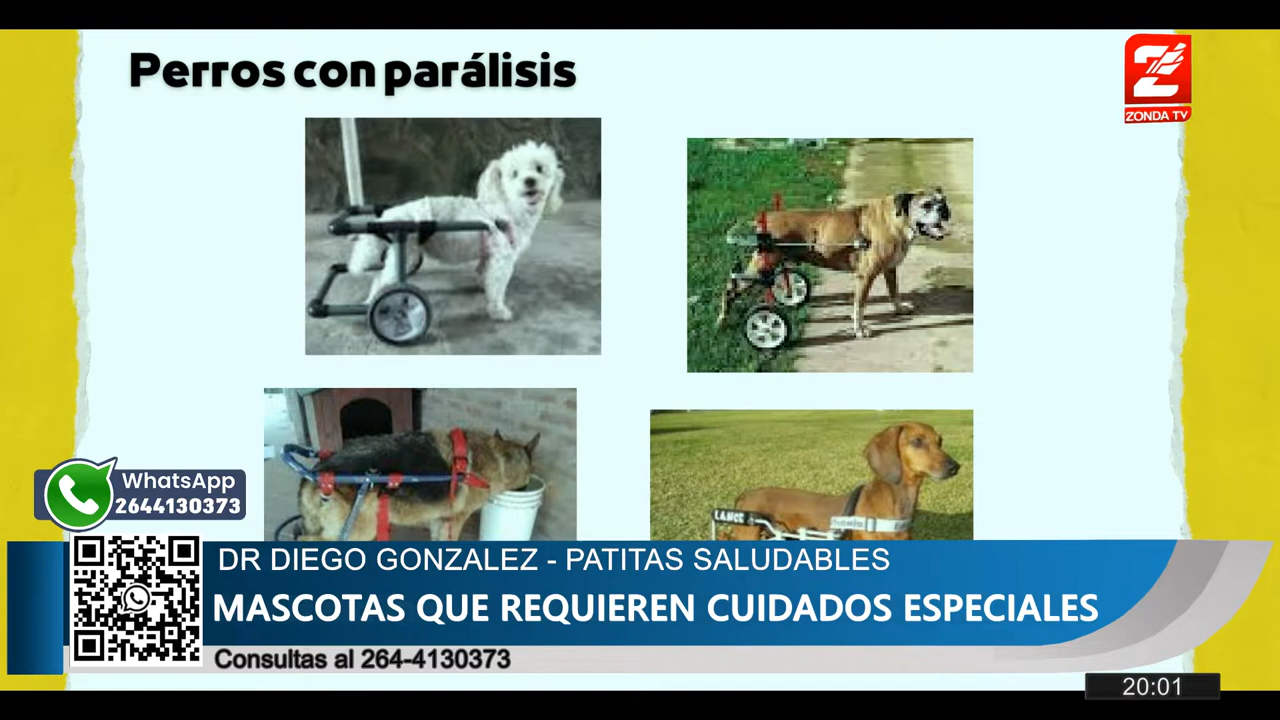 Perros con parálisis
ZONDA TV
WhatsApp
2644130373
LANCE
DR DIEGO GONZALEZ - PATITAS SALUDABLES
MASCOTAS QUE REQUIEREN CUIDADOS ESPECIALES
Consultas al 264-4130373
20:01